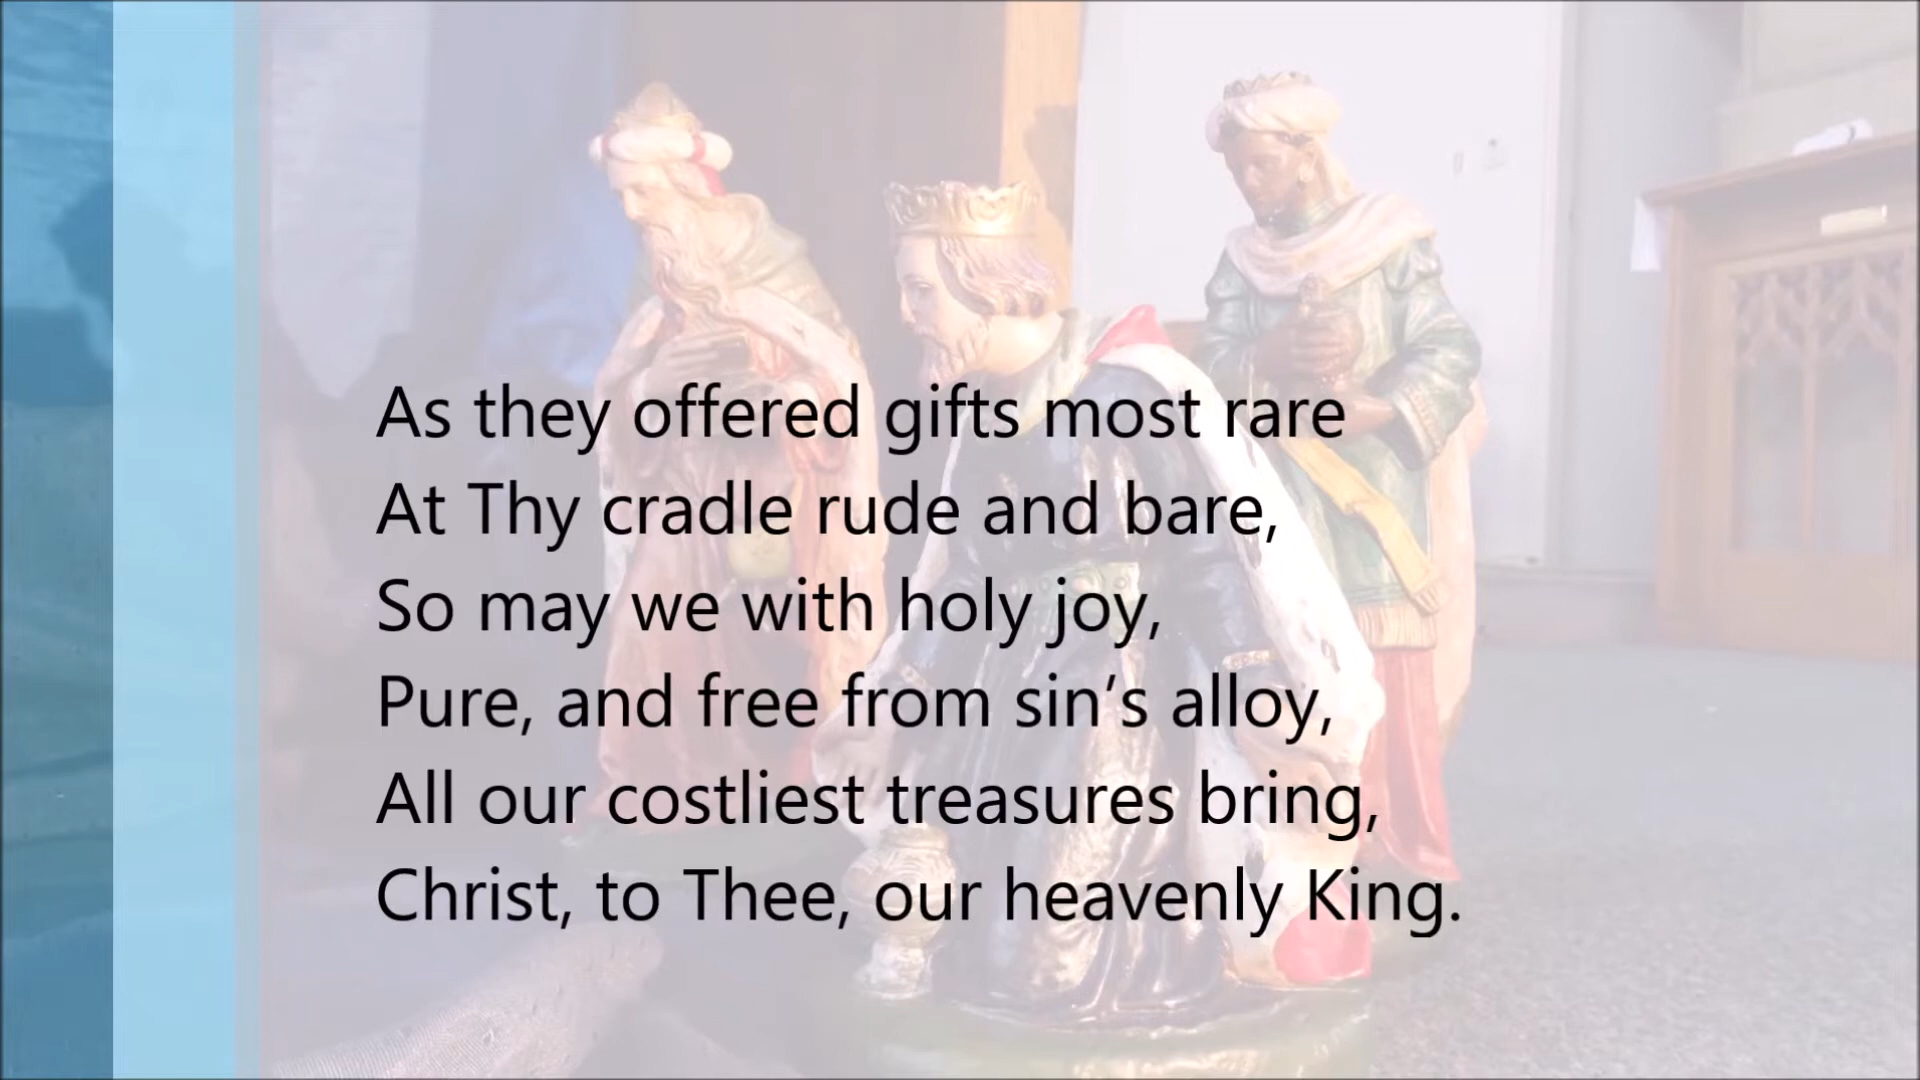 As they offered gifts most rare
At Thy cradle rude and bare,
So may we with holy joy,
Pure, and free from sin’s alloy,
All our costliest treasures bring,
Christ, to Thee, our heavenly King.